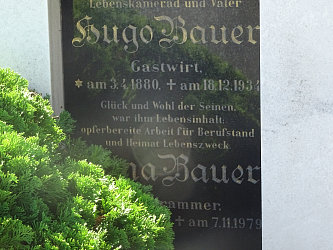 Lebenskamerad und Vater
Hugo Bauer
Gastwirt,
* am 3.4.1880. + am 18.12.1934
Glück und Wohl der Seinen,
war ihm Lebensinhalt,
opferbereite Arbeit für Berufstand
und Heimat Lebenszweck.
na Bauer
ammer,
+ am 7.11.1979